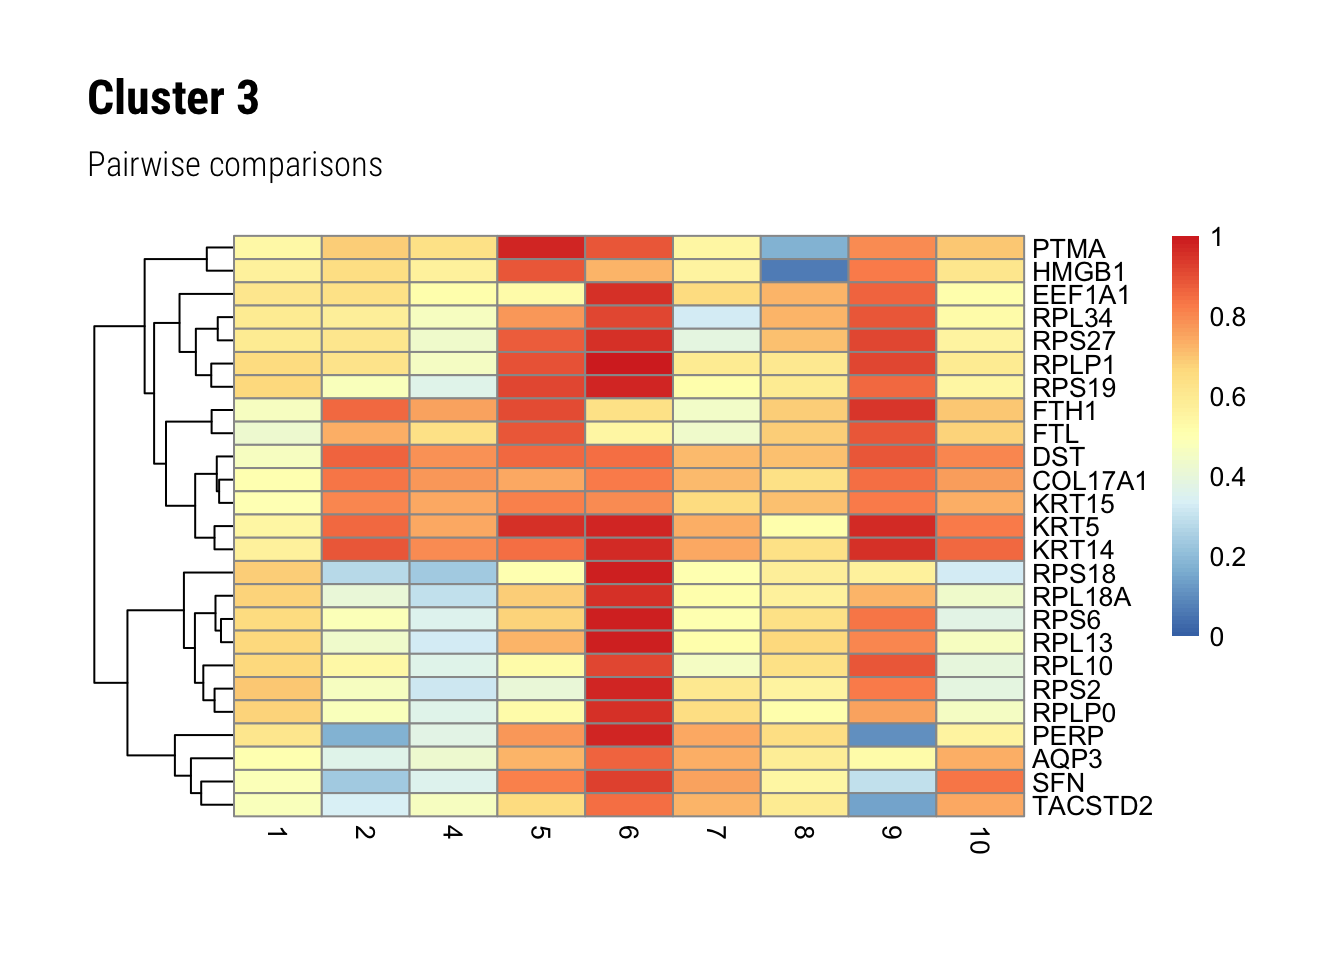 Cluster 3
Pairwise comparisons
PTMA
HMGB1
EEF1A1
RPL34
RPS27
RPLP1
RPS19
FTH1
FTL
DST
COL17A1
KRT15
KRT5
KRT14
RPS18
RPL18A
RPS6
RPL13
RPL10
RPS2
RPLP0
PERP
AQP3
SFN
TACSTD2
1 2 4 5 6 7 8 9 10
1
0.8
0.6
0.4
0.2
0